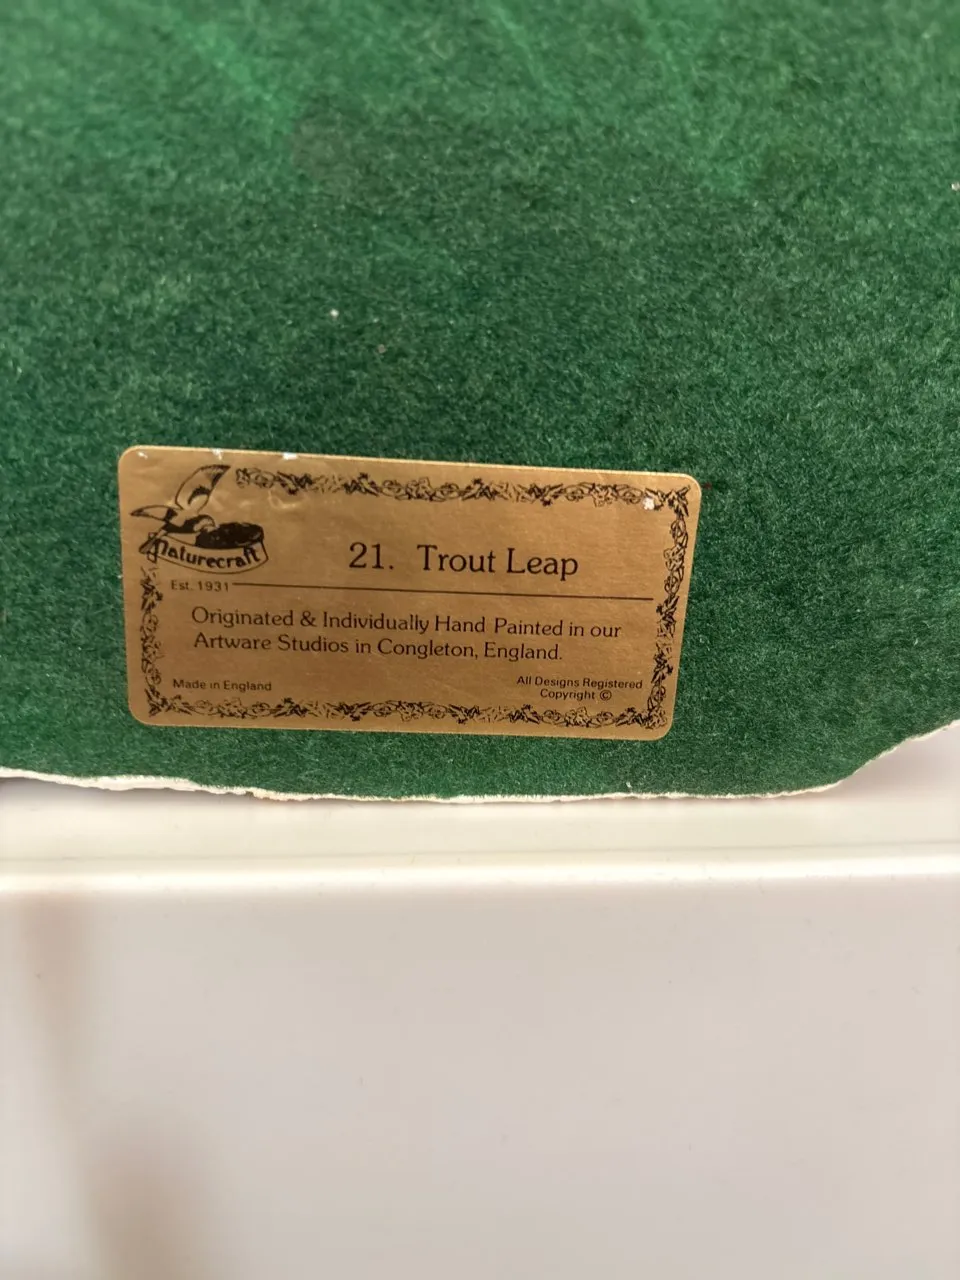 Naturecraft
Est. 1931
21. Trout Leap
Originated & Individually Hand Painted in our
Artware Studios in Congleton, England.
Made in England
All Designs Registered
Copyright ©